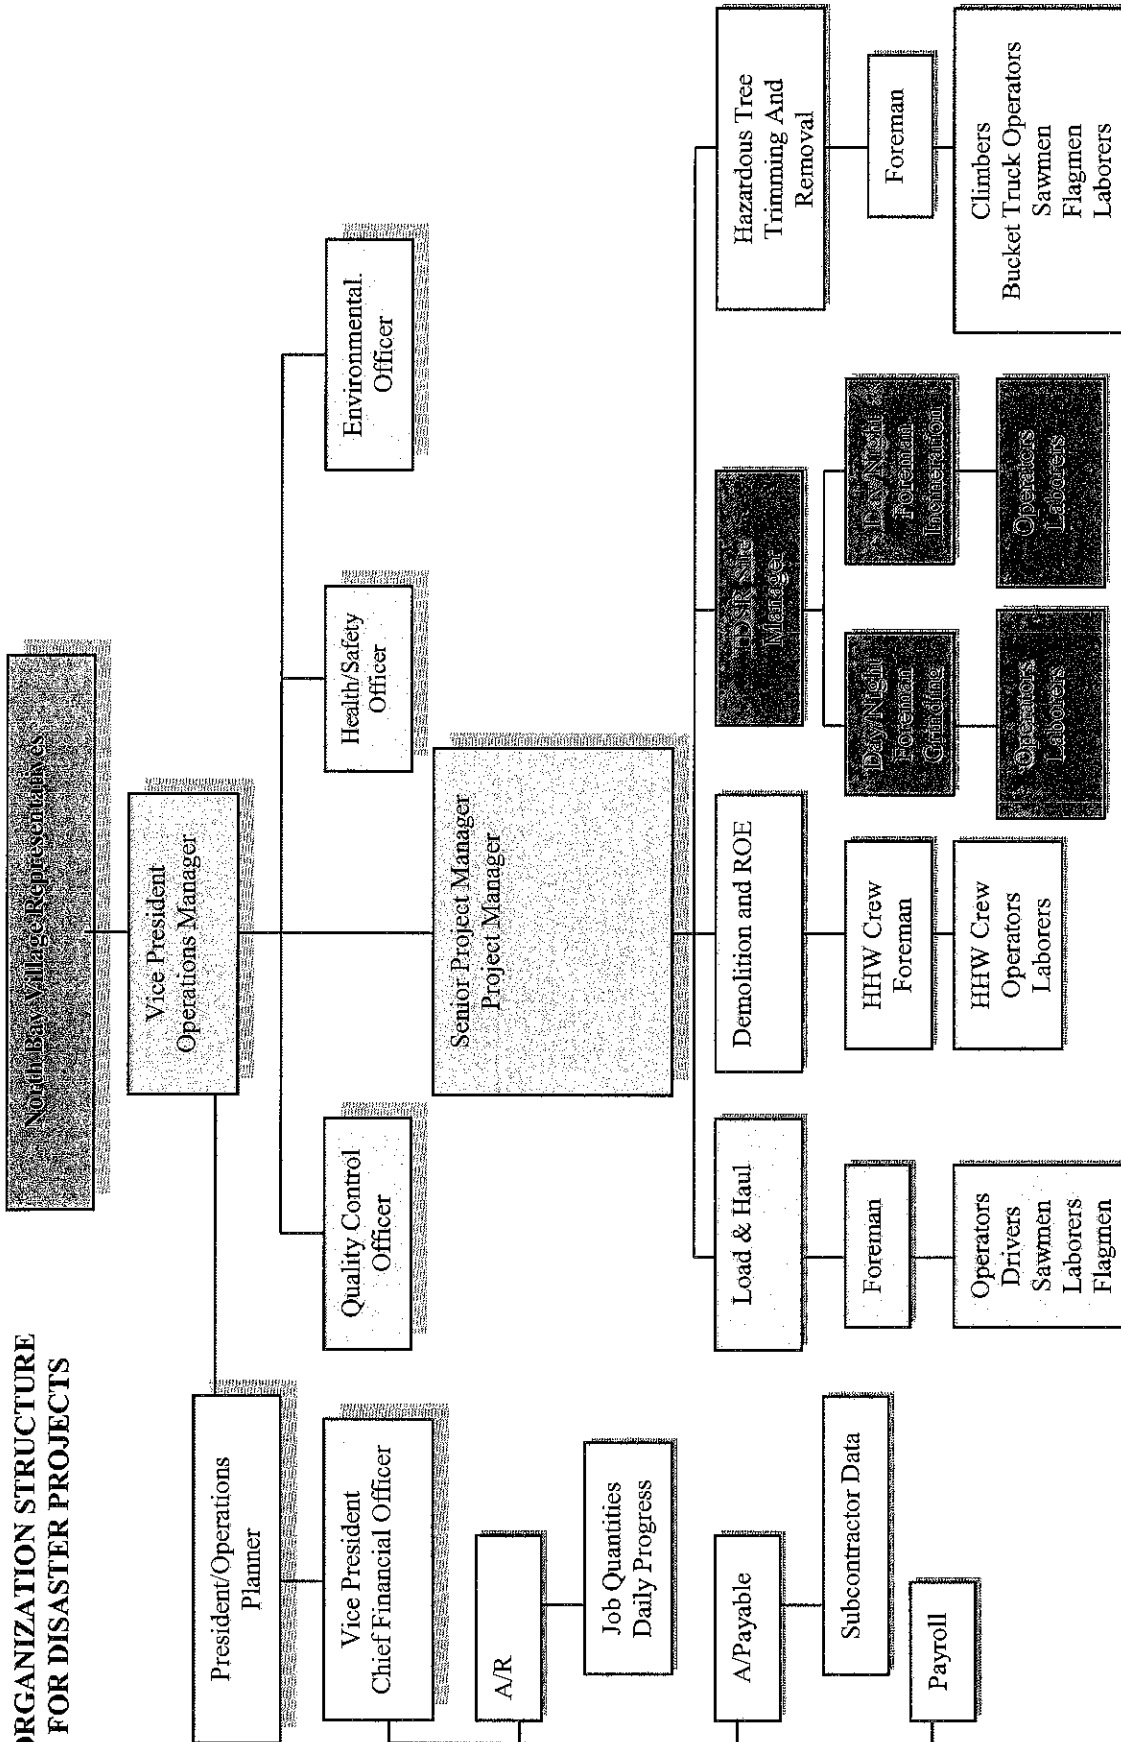 ORGANIZATION STRUCTURE
FOR DISASTER PROJECTS
North Bay Village Representatives
Vice President
Operations Manager
President/Operations
Planner
Vice President
Chief Financial Officer
A/R
Job Quantities
Daily Progress
A/Payable
Subcontractor Data
Payroll
Quality Control
Officer
Health/Safety
Officer
Environmental.
Officer
Senior Project Manager
Project Manager
Load & Haul
Foreman
Operators
Drivers
Sawmen
Laborers
Flagmen
Demolition and ROE
HHW Crew
Foreman
HHW Crew
Operators
Laborers
TDSR Site
Manager
Day/Night
Foreman
Grinding
Operators
Laborers
Day/Night
Foreman
Incineration
Operators
Laborers
Hazardous Tree
Trimming And
Removal
Foreman
Climbers
Bucket Truck Operators
Sawmen
Flagmen
Laborers